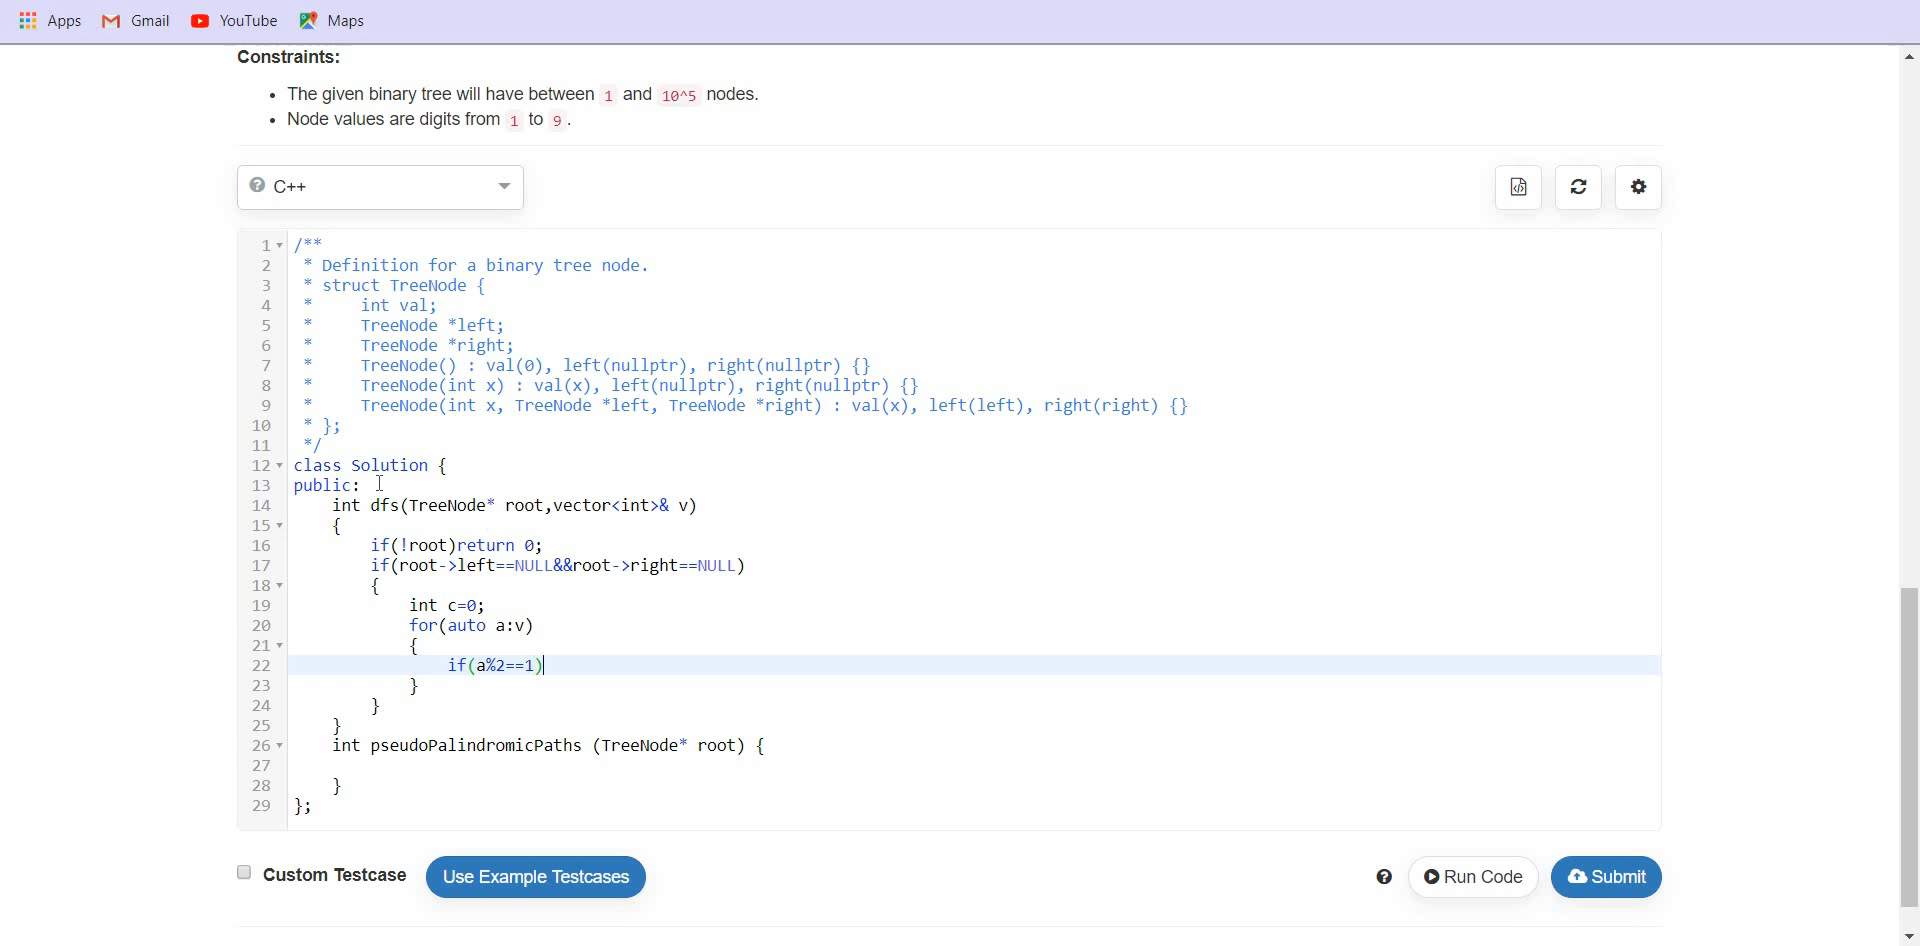 Apps Gmail YouTube Maps
Constraints:
• The given binary tree will have between 1 and 10^5 nodes.
• Node values are digits from 1 to 9 .
C++
1 /**
2  * Definition for a binary tree node.
3  * struct TreeNode {
4  *     int val;
5  *     TreeNode *left;
6  *     TreeNode *right;
7  *     TreeNode() : val(0), left(nullptr), right(nullptr) {}
8  *     TreeNode(int x) : val(x), left(nullptr), right(nullptr) {}
9  *     TreeNode(int x, TreeNode *left, TreeNode *right) : val(x), left(left), right(right) {}
10  * };
11  */
12 class Solution {
13 public:
14     int dfs(TreeNode* root,vector<int>& v)
15     {
16         if(!root)return 0;
17         if(root->left==NULL&&root->right==NULL)
18         {
19             int c=0;
20             for(auto a:v)
21             {
22                 if(a%2==1)
23             }
24         }
25     }
26     int pseudoPalindromicPaths (TreeNode* root) {
27
28     }
29 };
Custom Testcase Use Example Testcases Run Code Submit